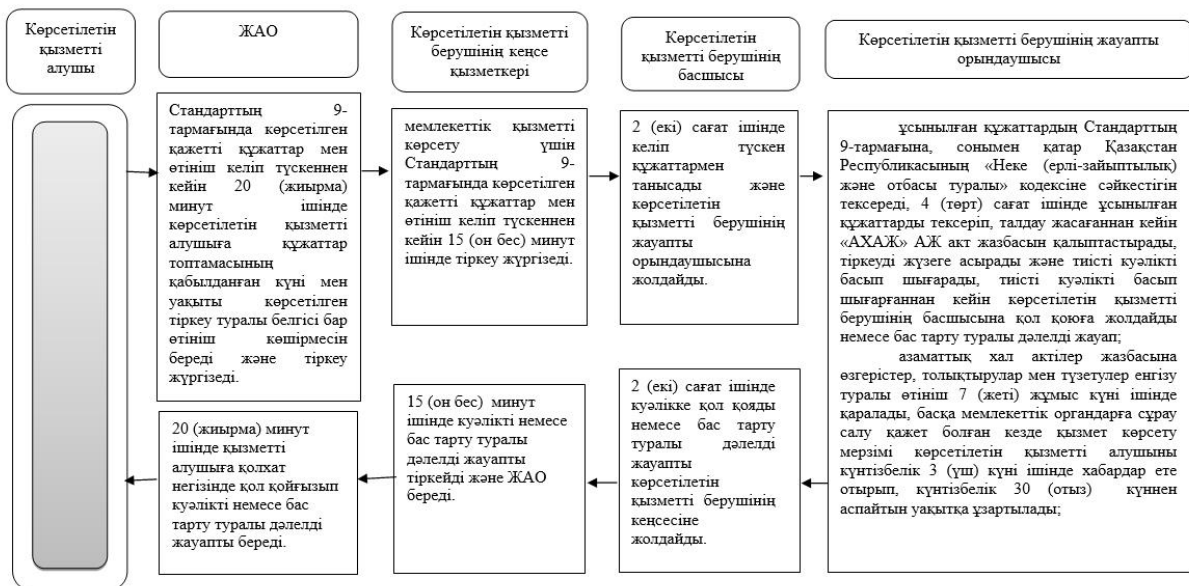 Көрсетілетін
қызметті
алушы
ЖАО
Көрсетілетін қызметті
берушінің кеңсе
қызметкері
Көрсетілетін
қызметті берушінің
басшысы
Көрсетілетін қызметті берушінің жауапты
орындаушысы
Стандарттың 9-
тармағында көрсетілген
қажетті құжаттар мен
өтініш келіп түскеннен
кейін 20 (жиырма)
минут ішінде
көрсетілетін қызметті
алушыға құжаттар
топтамасының
қабылданған күні мен
уақыты көрсетілген
тіркеу туралы белгісі бар
өтініш көшірмесін
береді және тіркеу
жүргізеді.
мемлекеттік қызметті
көрсету үшін
Стандарттың 9-
тармағында көрсетілген
қажетті құжаттар мен
өтініш келіп түскеннен
кейін 15 (он бес) минут
ішінде тіркеу жүргізеді.
2 (екі) сағат ішінде
келіп түскен
құжаттармен
танысады және
көрсетілетін
қызметті берушінің
жауапты
орындаушысына
жолдайды.
ұсынылған құжаттардың Стандарттың
9-тармағына, сонымен қатар Қазақстан
Республикасының «Неке (ерлі-зайыптылық)
және отбасы туралы» кодексіне сәйкестігін
тексереді, 4 (төрт) сағат ішінде ұсынылған
құжаттарды тексеріп, талдау жасағаннан кейін
«АХАЖ» АЖ акт жазбасын қалыптастырады,
тіркеуді жүзеге асырады және тиісті куәлікті
басып шығарады, тиісті куәлікті басып
шығарғаннан кейін көрсетілетін қызметті
берушінің басшысына қол қоюға жолдайды
немесе бас тарту туралы дәлелді жауап;
азаматтық хал актілер жазбасына
өзгерістер, толықтырулар мен түзетулер енгізу
туралы өтініш 7 (жеті) жұмыс күні ішінде
қаралады, басқа мемлекеттік органдарға сұрау
салу қажет болған кезде қызмет көрсету
мерзімі көрсетілетін қызметті алушыны
күнтізбелік 3 (үш) күні ішінде хабардар ете
отырып, күнтізбелік 30 (отыз) күннен
аспайтын уақытқа ұзартылады;
2 (екі) сағат ішінде
куәлікке қол қояды
немесе бас тарту
туралы дәлелді
жауапты
көрсетілетін
қызметті берушінің
кеңсесіне
жолдайды.
15 (он бес) минут
ішінде куәлікті немесе
бас тарту туралы
дәлелді жауапты
тіркейді және ЖАО
береді.
20 (жиырма) минут
ішінде қызметті
алушыға қолхат
негізінде қол қойғызып
куәлікті немесе бас
тарту туралы дәлелді
жауапты береді.